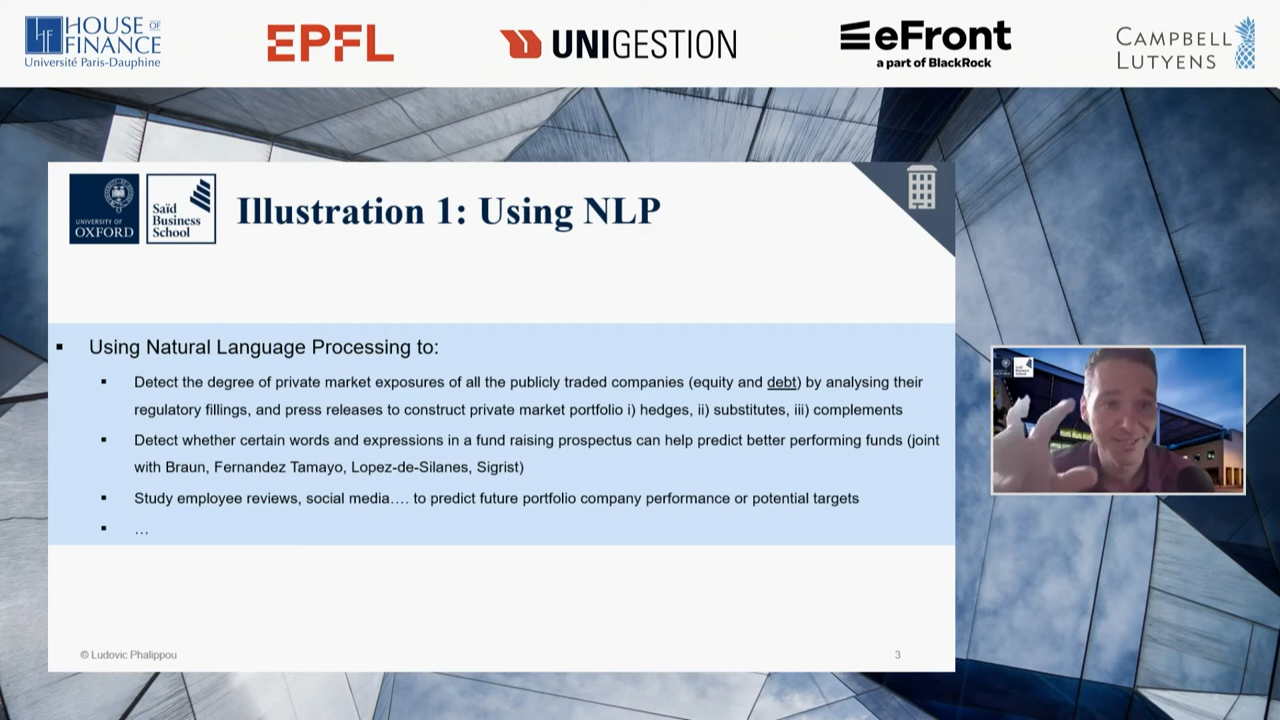 HOUSE OF
FINANCE
Université Paris-Dauphine
EPFL
UNIGESTION
eFront
a part of BlackRock
CAMPBELL
LUTYENS
UNIVERSITY OF
OXFORD
Saïd
Business
School
Illustration 1: Using NLP
▪ Using Natural Language Processing to:
▪ Detect the degree of private market exposures of all the publicly traded companies (equity and debt) by analysing their
regulatory fillings, and press releases to construct private market portfolio i) hedges, ii) substitutes, iii) complements
▪ Detect whether certain words and expressions in a fund raising prospectus can help predict better performing funds (joint
with Braun, Fernandez Tamayo, Lopez-de-Silanes, Sigrist)
▪ Study employee reviews, social media…. to predict future portfolio company performance or potential targets
▪ …
© Ludovic Phalippou
3